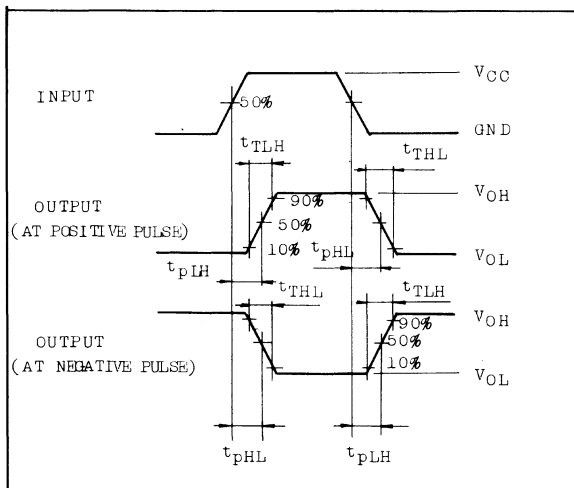 VCC
INPUT
50%
GND
tTLH
tTHL
VOH
90%
OUTPUT
50%
(AT POSITIVE PULSE)
10%
tpHL
VOL
tpLH
tTHL
tTLH
VOH
90%
OUTPUT
50%
(AT NEGATIVE PULSE)
10%
VOL
tpHL
tpLH